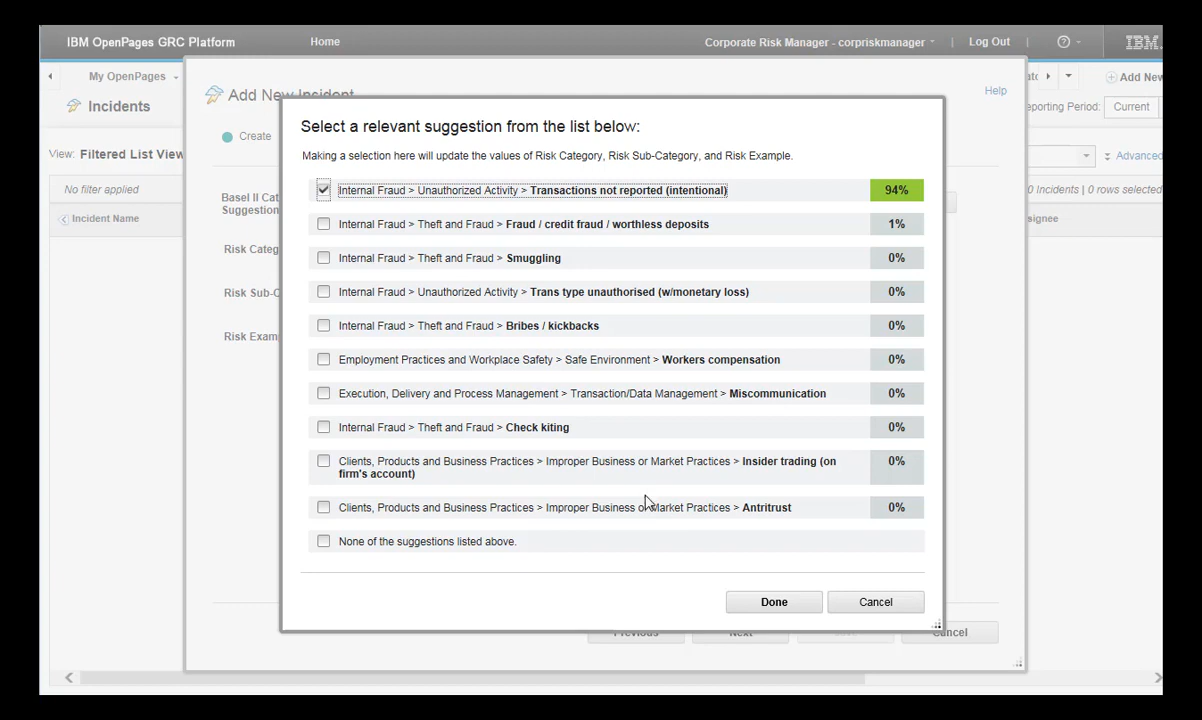 IBM OpenPages GRC Platform
Home
Corporate Risk Manager - corpriskmanager
Log Out
IBM.
My OpenPages
Add New
Incidents
Reporting Period:
Current
View: Filtered List View
Advanced
No filter applied
0 Incidents | 0 rows selected
Incident Name
Add New Incident
Help
Create
Basel II
Suggestion
Risk Categ
Risk Sub-C
Risk Exam
Select a relevant suggestion from the list below:
Making a selection here will update the values of Risk Category, Risk Sub-Category, and Risk Example.
Internal Fraud > Unauthorized Activity > Transactions not reported (intentional) 94%
Internal Fraud > Theft and Fraud > Fraud / credit fraud / worthless deposits 1%
Internal Fraud > Theft and Fraud > Smuggling 0%
Internal Fraud > Unauthorized Activity > Trans type unauthorised (w/monetary loss) 0%
Internal Fraud > Theft and Fraud > Bribes / kickbacks 0%
Employment Practices and Workplace Safety > Safe Environment > Workers compensation 0%
Execution, Delivery and Process Management > Transaction/Data Management > Miscommunication 0%
Internal Fraud > Theft and Fraud > Check kiting 0%
Clients, Products and Business Practices > Improper Business or Market Practices > Insider trading (on 0%
firm's account)
Clients, Products and Business Practices > Improper Business or Market Practices > Antritrust 0%
None of the suggestions listed above.
Done
Cancel
Previous
Next
Cancel